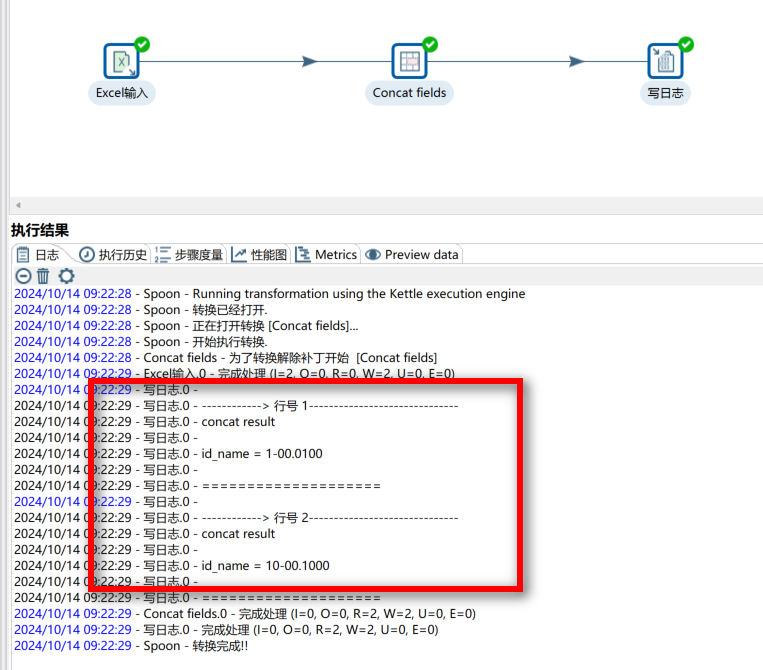 Excel输入
Concat fields
写日志
执行结果
日志 执行历史 步骤度量 性能图 Metrics Preview data
2024/10/14 09:22:28 - Spoon - Running transformation using the Kettle execution engine
2024/10/14 09:22:28 - Spoon - 转换已经打开.
2024/10/14 09:22:28 - Spoon - 正在打开转换 [Concat fields]...
2024/10/14 09:22:28 - Spoon - 开始执行转换.
2024/10/14 09:22:28 - Concat fields - 为了转换解除补丁开始  [Concat fields]
2024/10/14 09:22:29 - Excel输入.0 - 完成处理 (I=2, O=0, R=0, W=2, U=0, E=0)
2024/10/14 09:22:29 - 写日志.0 -
2024/10/14 09:22:29 - 写日志.0 - ------------> 行号 1------------------------------
2024/10/14 09:22:29 - 写日志.0 - concat result
2024/10/14 09:22:29 - 写日志.0 -
2024/10/14 09:22:29 - 写日志.0 - id_name = 1-00.0100
2024/10/14 09:22:29 - 写日志.0 -
2024/10/14 09:22:29 - 写日志.0 - ====================
2024/10/14 09:22:29 - 写日志.0 -
2024/10/14 09:22:29 - 写日志.0 - ------------> 行号 2------------------------------
2024/10/14 09:22:29 - 写日志.0 - concat result
2024/10/14 09:22:29 - 写日志.0 -
2024/10/14 09:22:29 - 写日志.0 - id_name = 10-00.1000
2024/10/14 09:22:29 - 写日志.0 -
2024/10/14 09:22:29 - 写日志.0 - ====================
2024/10/14 09:22:29 - Concat fields.0 - 完成处理 (I=0, O=0, R=2, W=2, U=0, E=0)
2024/10/14 09:22:29 - 写日志.0 - 完成处理 (I=0, O=0, R=2, W=2, U=0, E=0)
2024/10/14 09:22:29 - Spoon - 转换完成!!